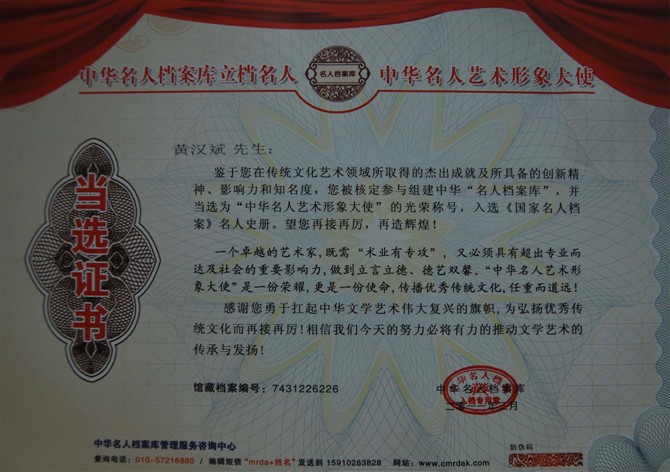 中华名人档案库立档名人
名人档案库
中华名人艺术形象大使
当选证书
黄汉斌 先生：
鉴于您在传统文化艺术领域所取得的杰出成就及所具备的创新精
神、影响力和知名度，您被核定参与组建中华“名人档案库”，并
当选为“中华名人艺术形象大使”的光荣称号，入选《国家名人档
案》名人史册。望您再接再厉，再造辉煌！
一个卓越的艺术家，既需“术业有专攻”，又必须具有超出专业而
达及社会的重要影响力，做到立言立德、德艺双馨。“中华名人艺术形
象大使”是一份荣耀，更是一份使命，传播优秀传统文化，任重而道远！
感谢您勇于扛起中华文学艺术伟大复兴的旗帜，为弘扬优秀传
统文化而再接再厉！相信我们今天的努力必将有力的推动文学艺术的
传承与发扬！
馆藏档案编号：7431226226
中华名人档案库
入档专用章
中华名人档案库管理服务咨询中心
防伪码
查询电话：010-57216860 / 编辑短信“mrda+姓名”发送到 15910283828 网站：www.cmrdak.com